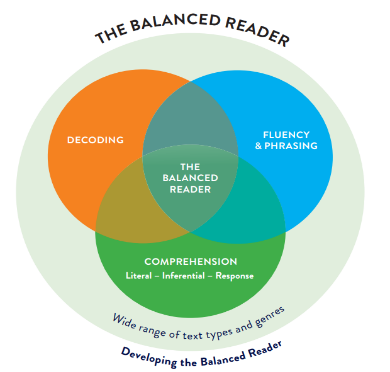 THE BALANCED READER
DECODING
FLUENCY
& PHRASING
THE
BALANCED
READER
COMPREHENSION
Literal – Inferential – Response
Wide range of text types and genres
Developing the Balanced Reader